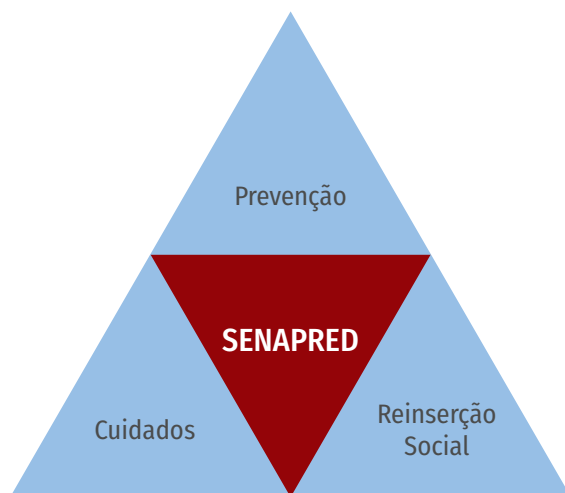 Prevenção
SENAPRED
Cuidados
Reinserção
Social